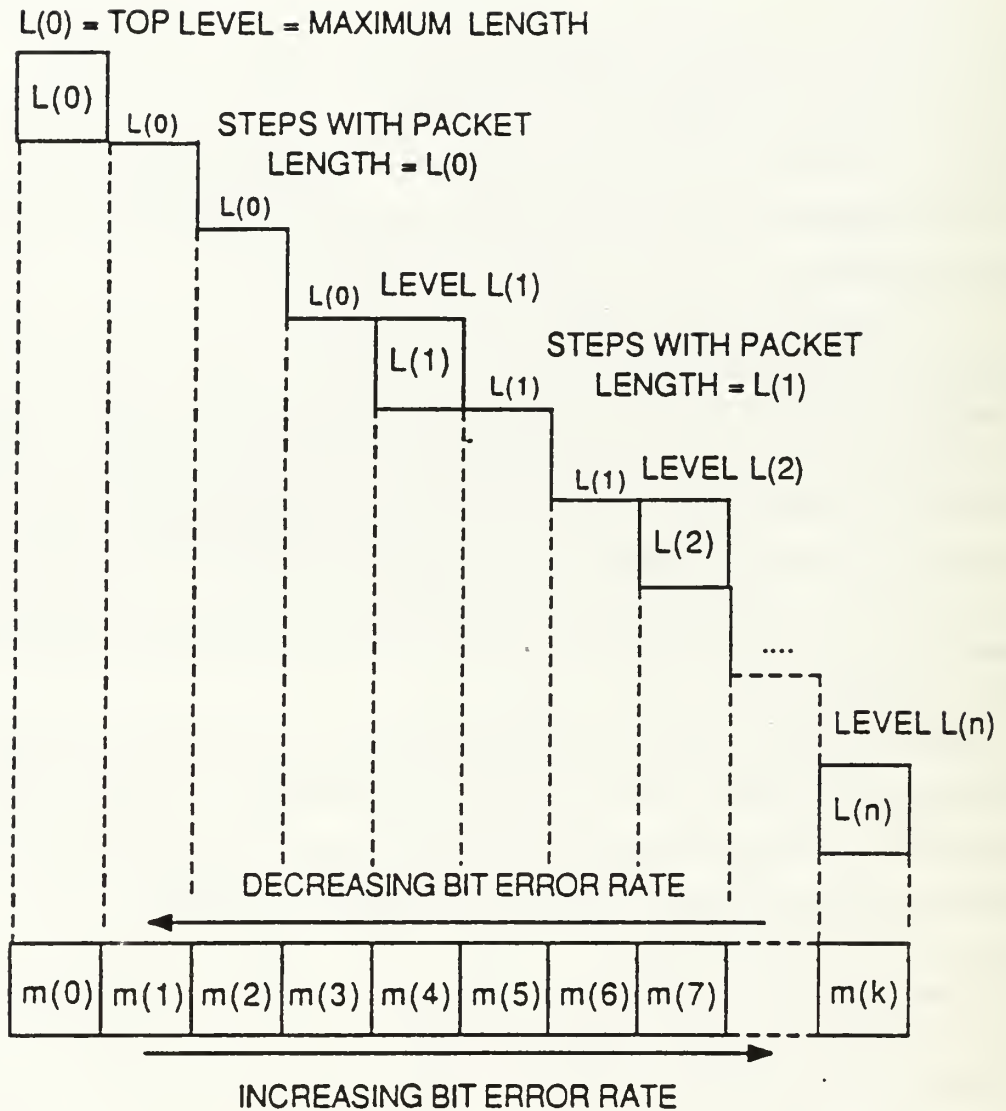 L(0) = TOP LEVEL = MAXIMUM LENGTH
L(0)
L(0)
STEPS WITH PACKET
LENGTH = L(0)
L(0)
L(0)
LEVEL L(1)
L(1)
STEPS WITH PACKET
LENGTH = L(1)
L(1)
L(1)
LEVEL L(2)
L(2)
....
LEVEL L(n)
L(n)
DECREASING BIT ERROR RATE
m(0) m(1) m(2) m(3) m(4) m(5) m(6) m(7) m(k)
INCREASING BIT ERROR RATE